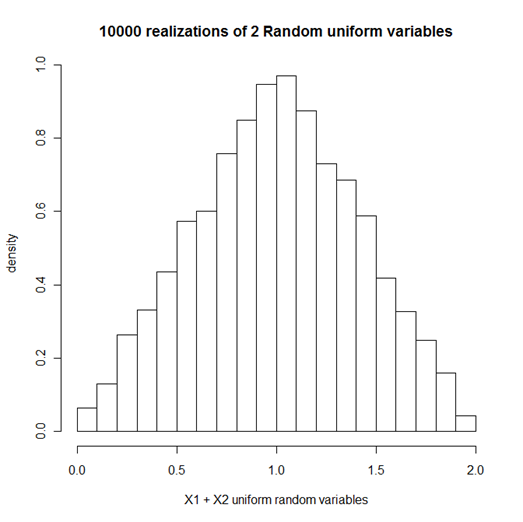 10000 realizations of 2 Random uniform variables
1.0
0.8
0.6
0.4
0.2
0.0
density
0.0 0.5 1.0 1.5 2.0
X1 + X2 uniform random variables